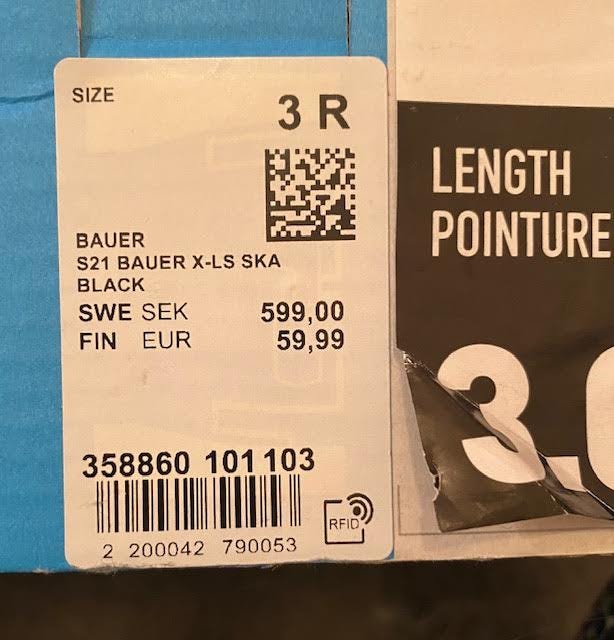 SIZE
3 R
BAUER
S21 BAUER X-LS SKA
BLACK
SWE SEK 599,00
FIN EUR 59,99
358860 101 103
RFID
2 200042 790053
LENGTH
POINTURE
3.